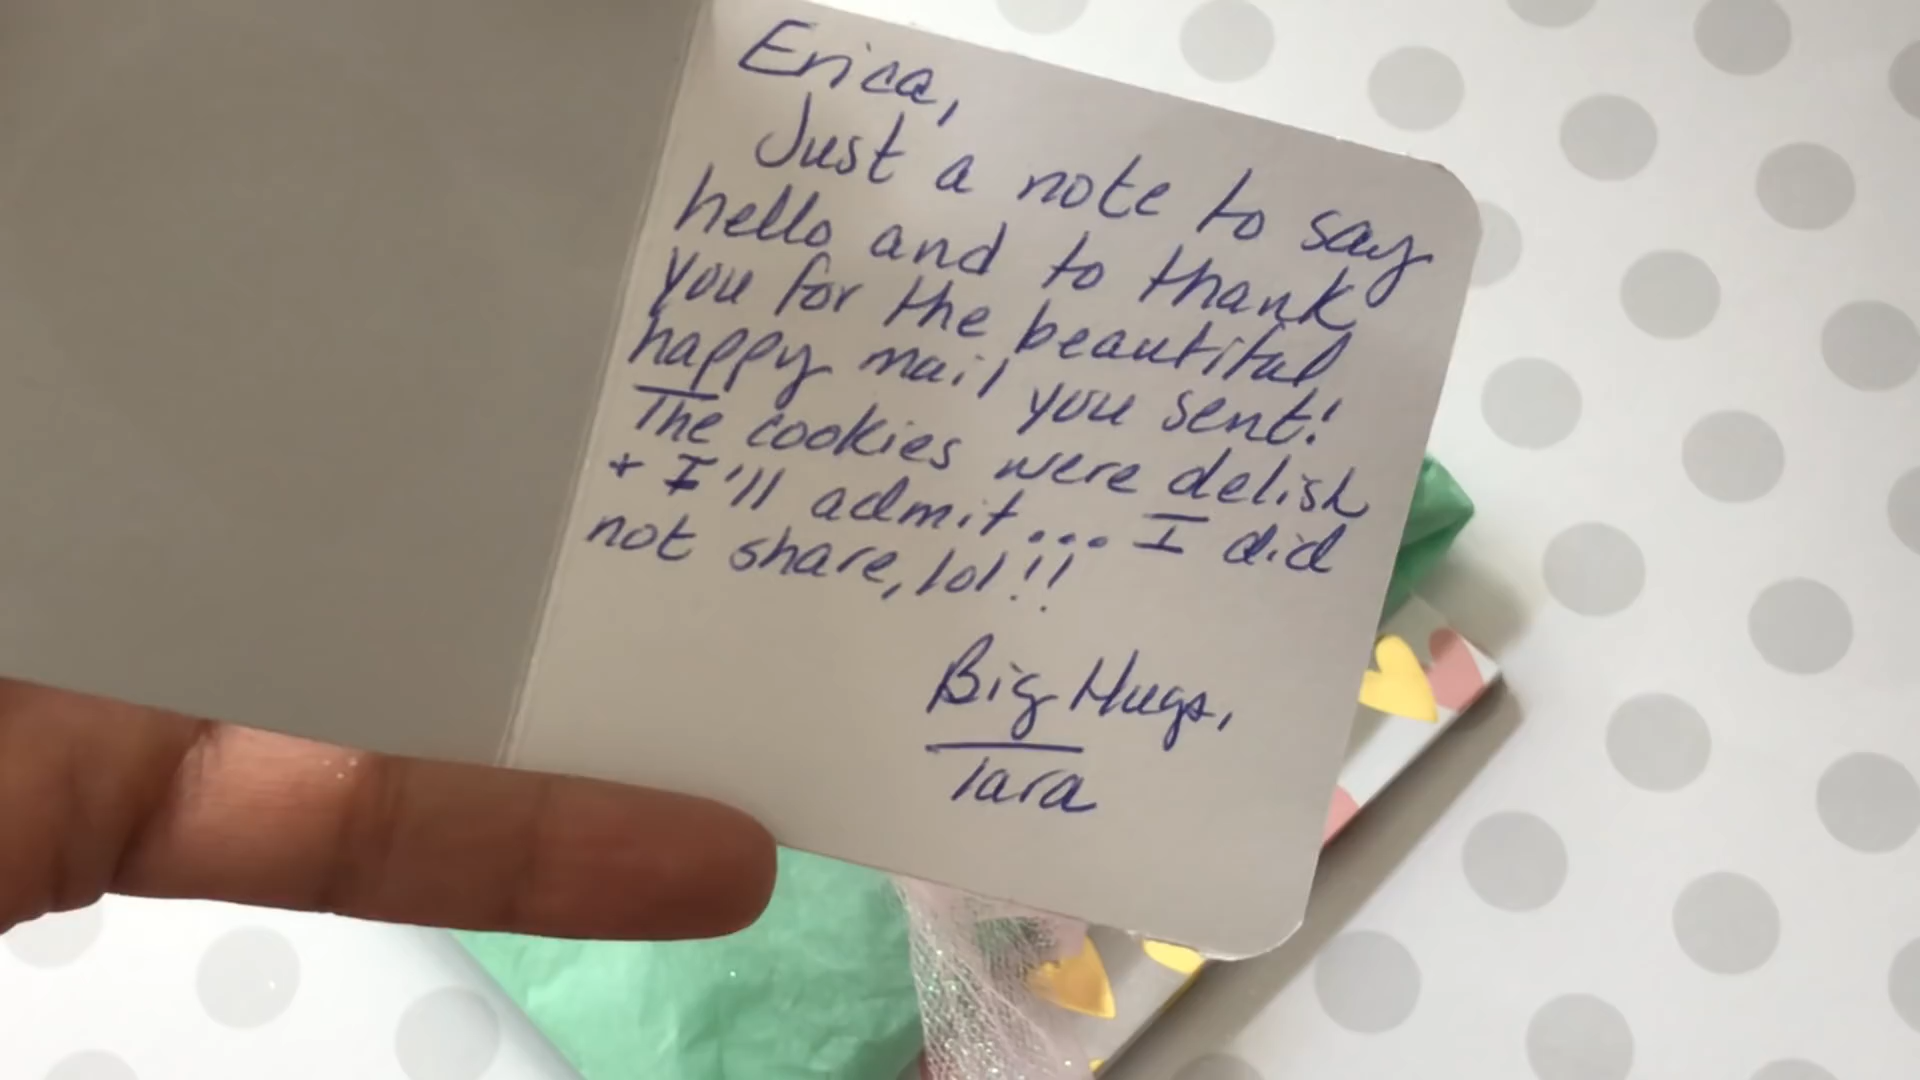 Erica,
Just a note to say
hello and to thank
you for the beautiful
happy mail you sent!
The cookies were delish
+ I'll admit... I did
not share, lol!!
Big Hugs,
Tara